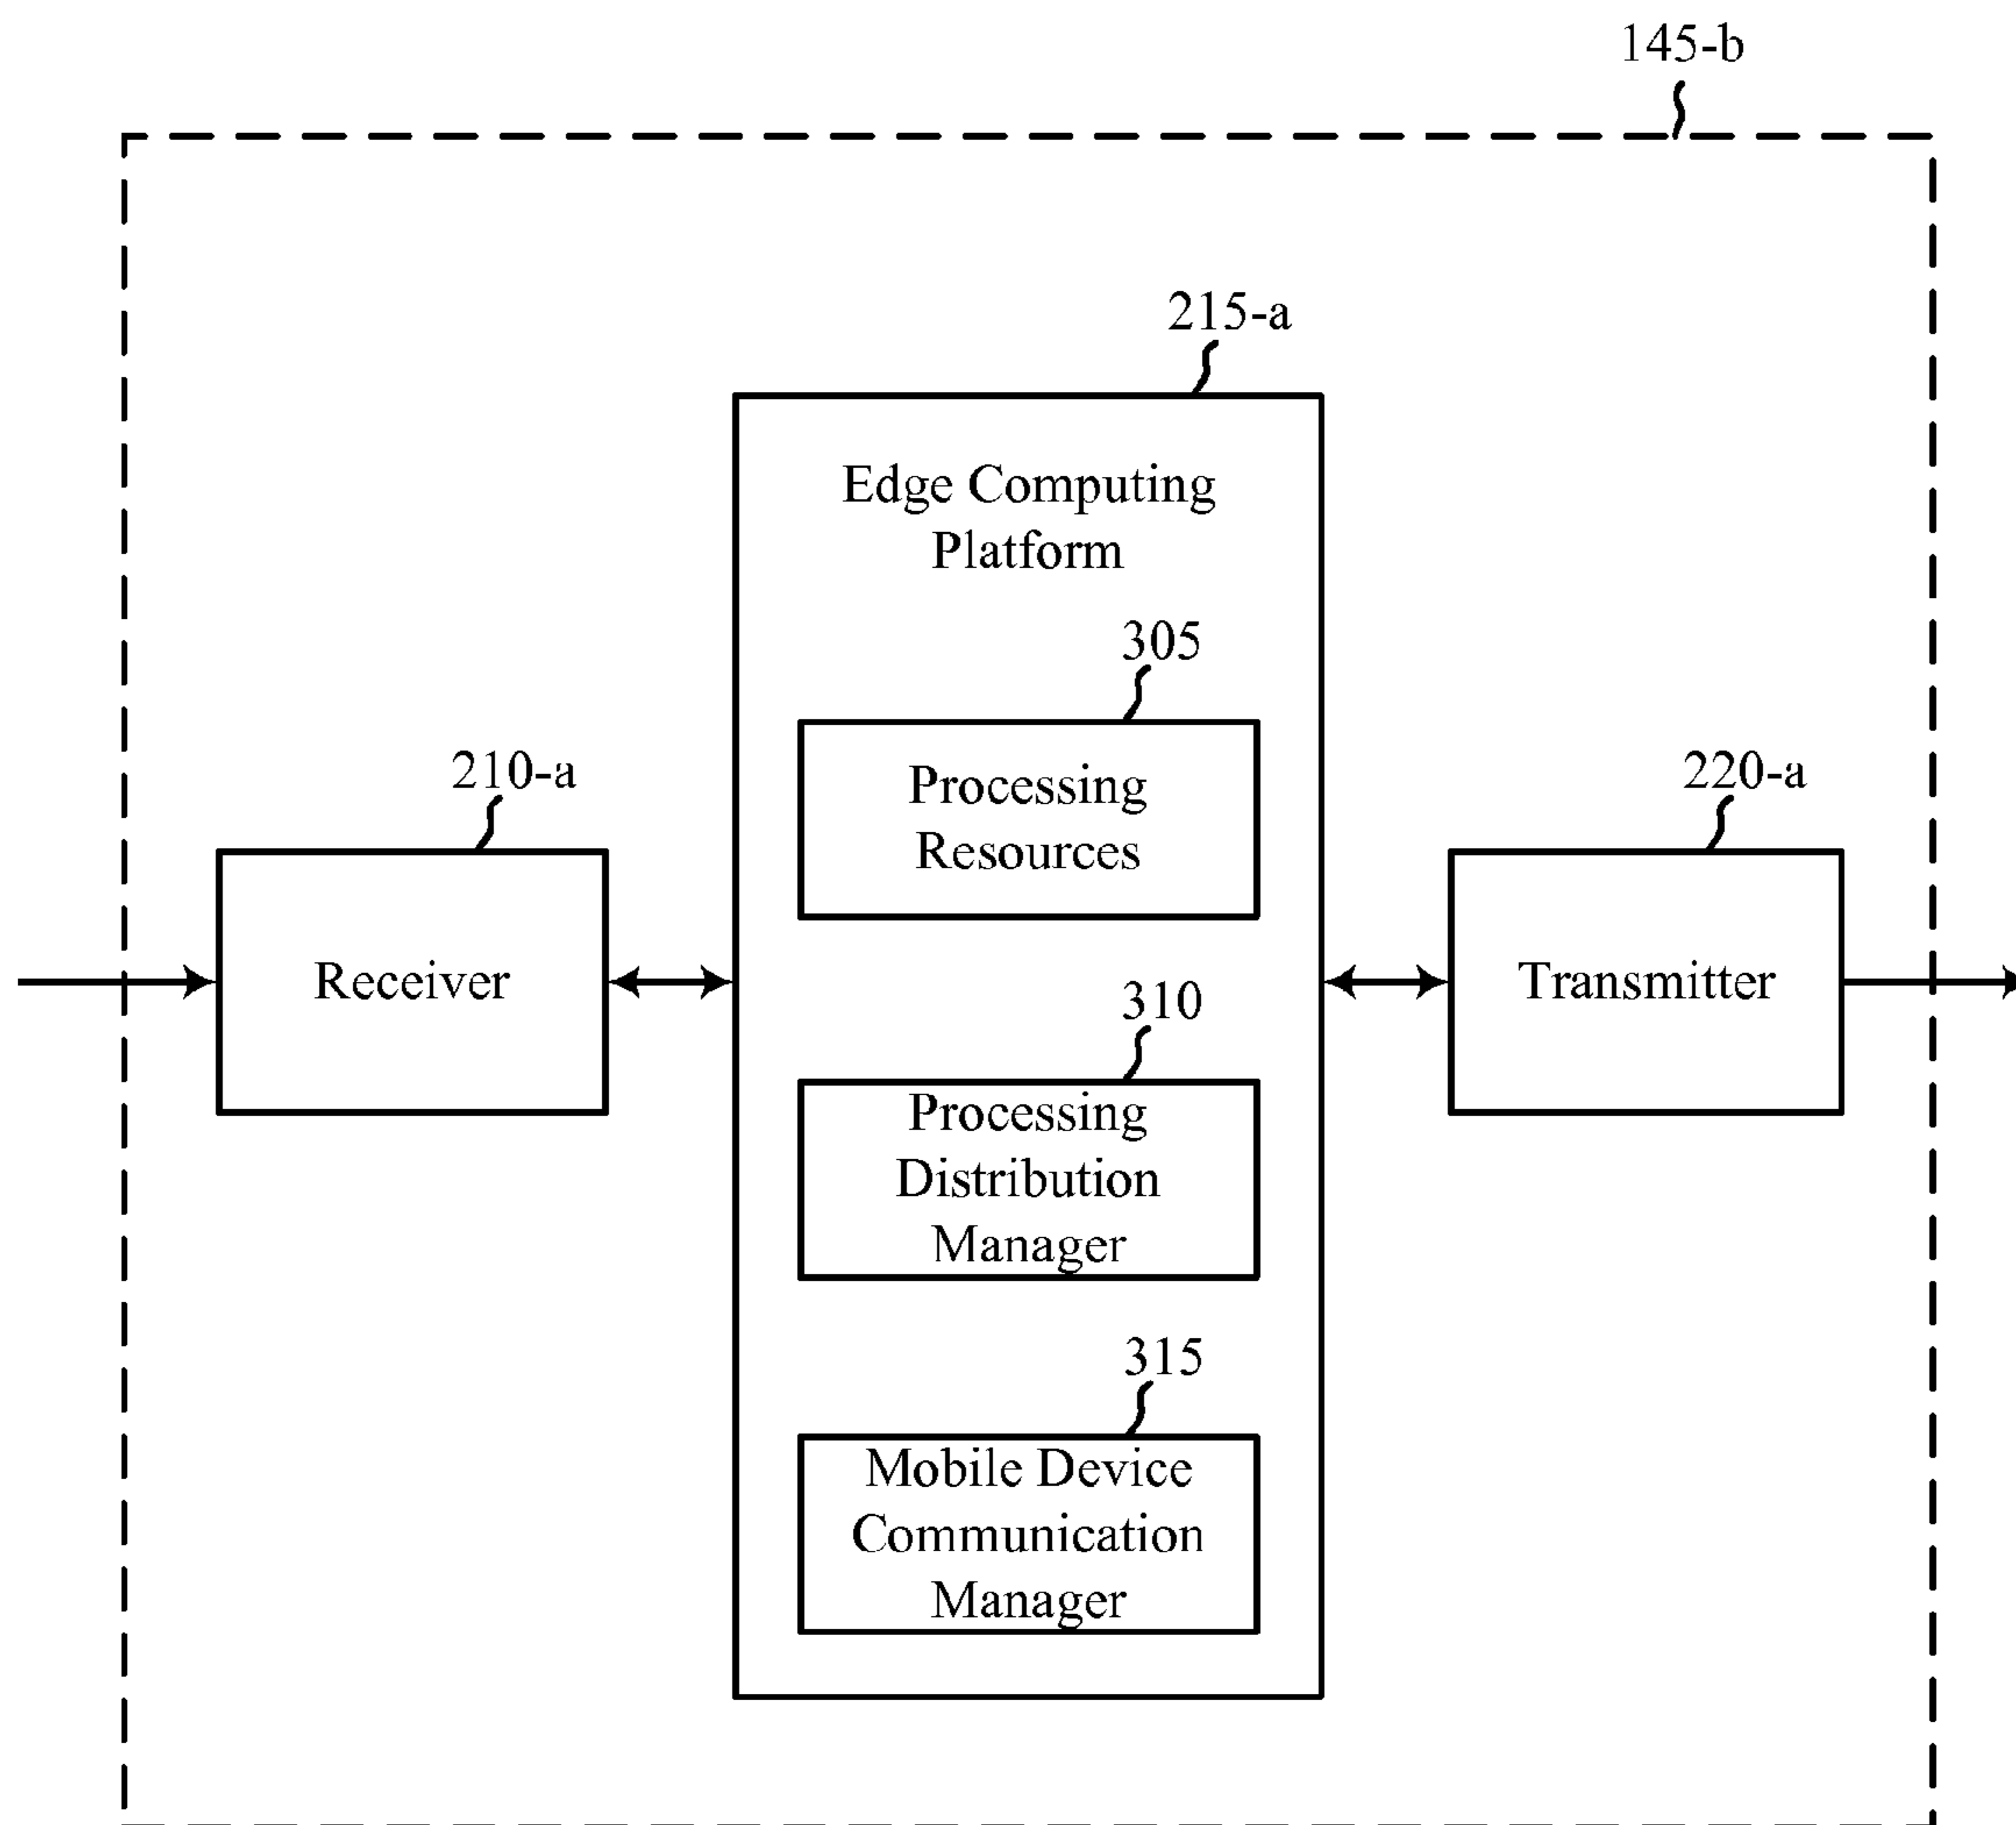 145-b
215-a
Edge Computing
Platform
305
Processing
Resources
210-a
Receiver
220-a
Transmitter
310
Processing
Distribution
Manager
315
Mobile Device
Communication
Manager